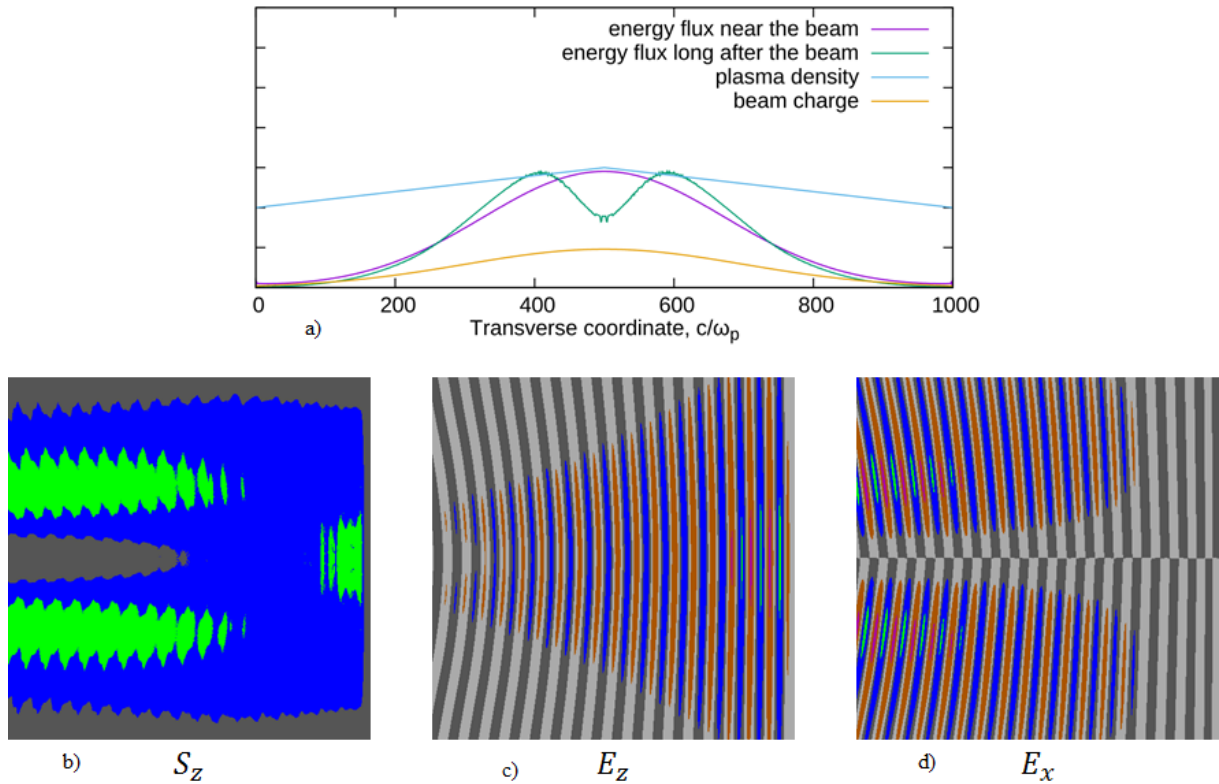 energy flux near the beam
energy flux long after the beam
plasma density
beam charge
0 200 400 600 800 1000
a) Transverse coordinate, c/ωp
b) Sz c) Ez d) Ex